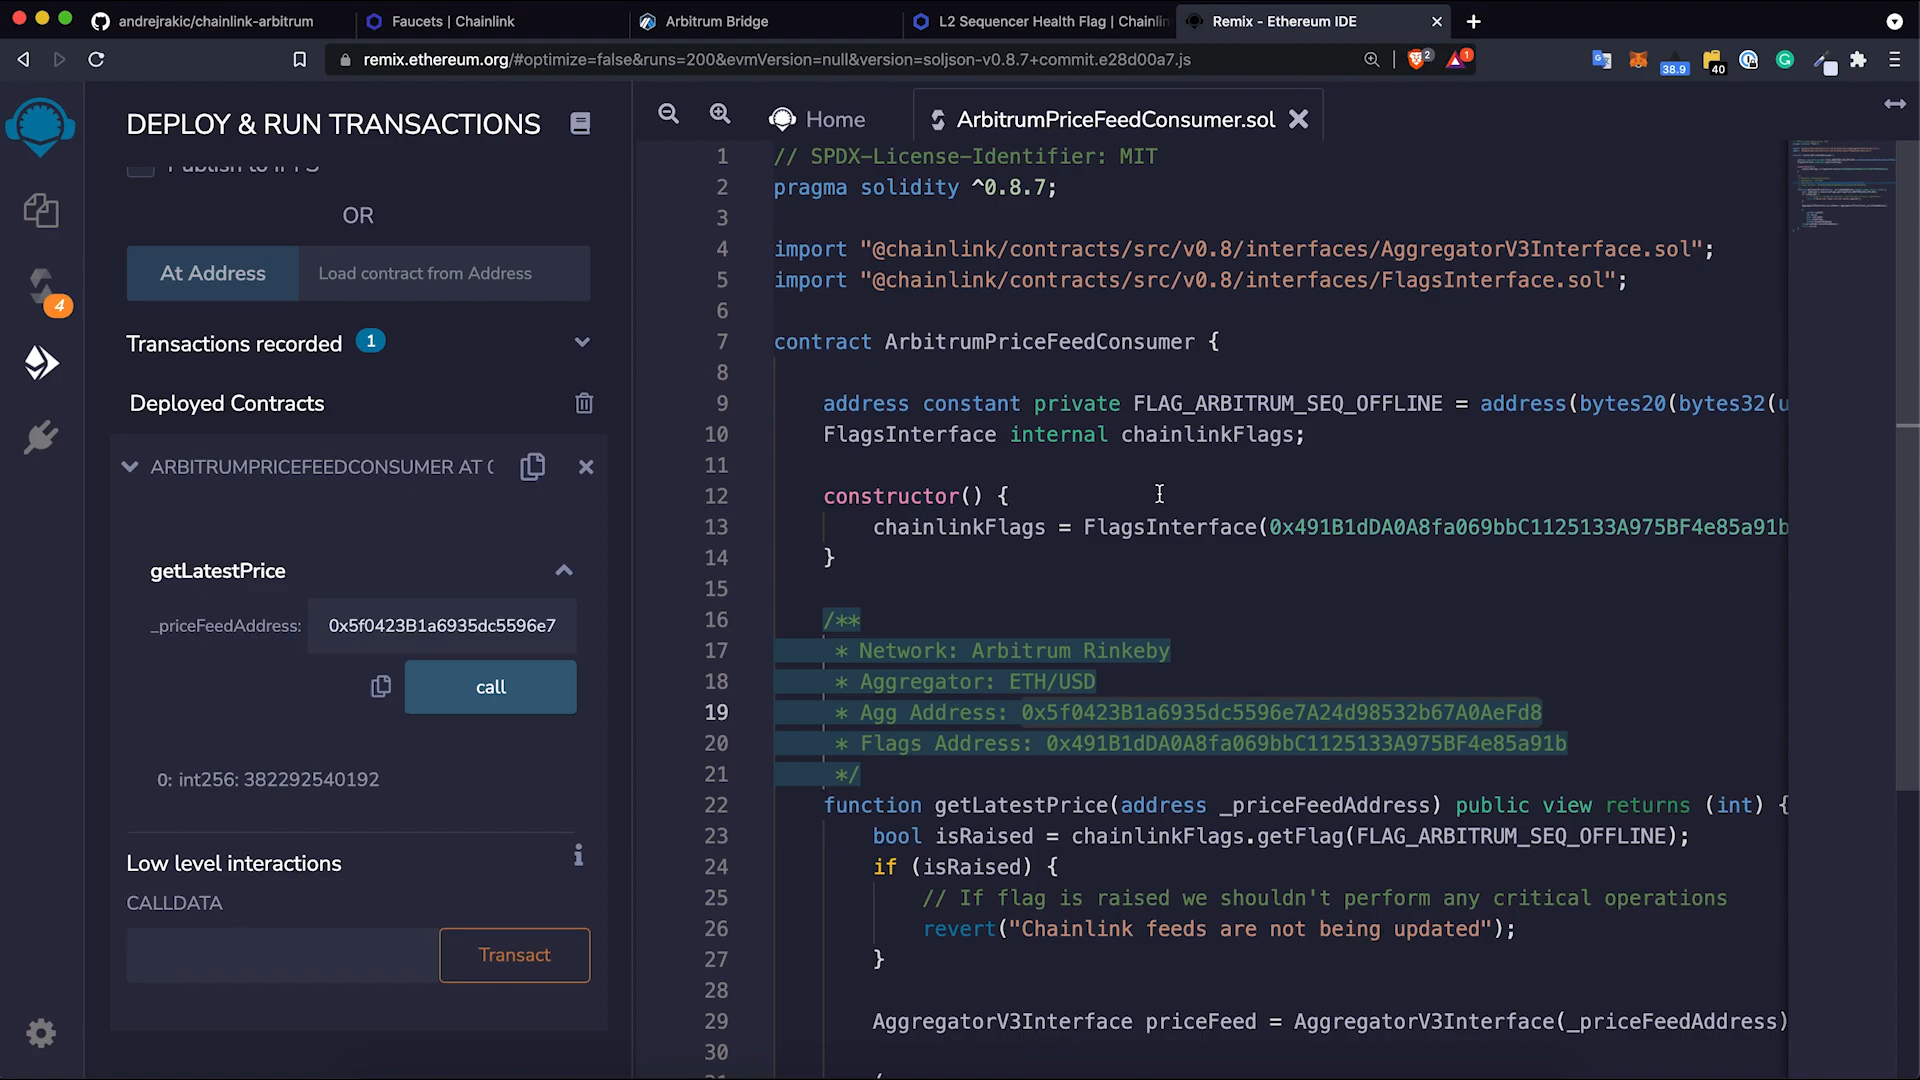 andrejrakic/chainlink-arbitrum
Faucets | Chainlink
Arbitrum Bridge
L2 Sequencer Health Flag | Chainlin
Remix - Ethereum IDE
remix.ethereum.org/#optimize=false&runs=200&evmVersion=null&version=soljson-v0.8.7+commit.e28d00a7.js
2
1
38.9
40
DEPLOY & RUN TRANSACTIONS
Publish to IPFS
OR
At Address
Load contract from Address
Transactions recorded 1
Deployed Contracts
ARBITRUMPRICEFEEDCONSUMER AT
getLatestPrice
_priceFeedAddress: 0x5f0423B1a6935dc5596e7
call
0: int256: 382292540192
Low level interactions
CALLDATA
Transact
4
Home
ArbitrumPriceFeedConsumer.sol
1 // SPDX-License-Identifier: MIT
2 pragma solidity ^0.8.7;
3
4 import "@chainlink/contracts/src/v0.8/interfaces/AggregatorV3Interface.sol";
5 import "@chainlink/contracts/src/v0.8/interfaces/FlagsInterface.sol";
6
7 contract ArbitrumPriceFeedConsumer {
8
9 address constant private FLAG_ARBITRUM_SEQ_OFFLINE = address(bytes20(bytes32(u
10 FlagsInterface internal chainlinkFlags;
11
12 constructor() {
13 chainlinkFlags = FlagsInterface(0x491B1dDA0A8fa069bbC1125133A975BF4e85a91b
14 }
15
16 /**
17 * Network: Arbitrum Rinkeby
18 * Aggregator: ETH/USD
19 * Agg Address: 0x5f0423B1a6935dc5596e7A24d98532b67A0AeFd8
20 * Flags Address: 0x491B1dDA0A8fa069bbC1125133A975BF4e85a91b
21 */
22 function getLatestPrice(address _priceFeedAddress) public view returns (int) {
23 bool isRaised = chainlinkFlags.getFlag(FLAG_ARBITRUM_SEQ_OFFLINE);
24 if (isRaised) {
25 // If flag is raised we shouldn't perform any critical operations
26 revert("Chainlink feeds are not being updated");
27 }
28
29 AggregatorV3Interface priceFeed = AggregatorV3Interface(_priceFeedAddress)
30